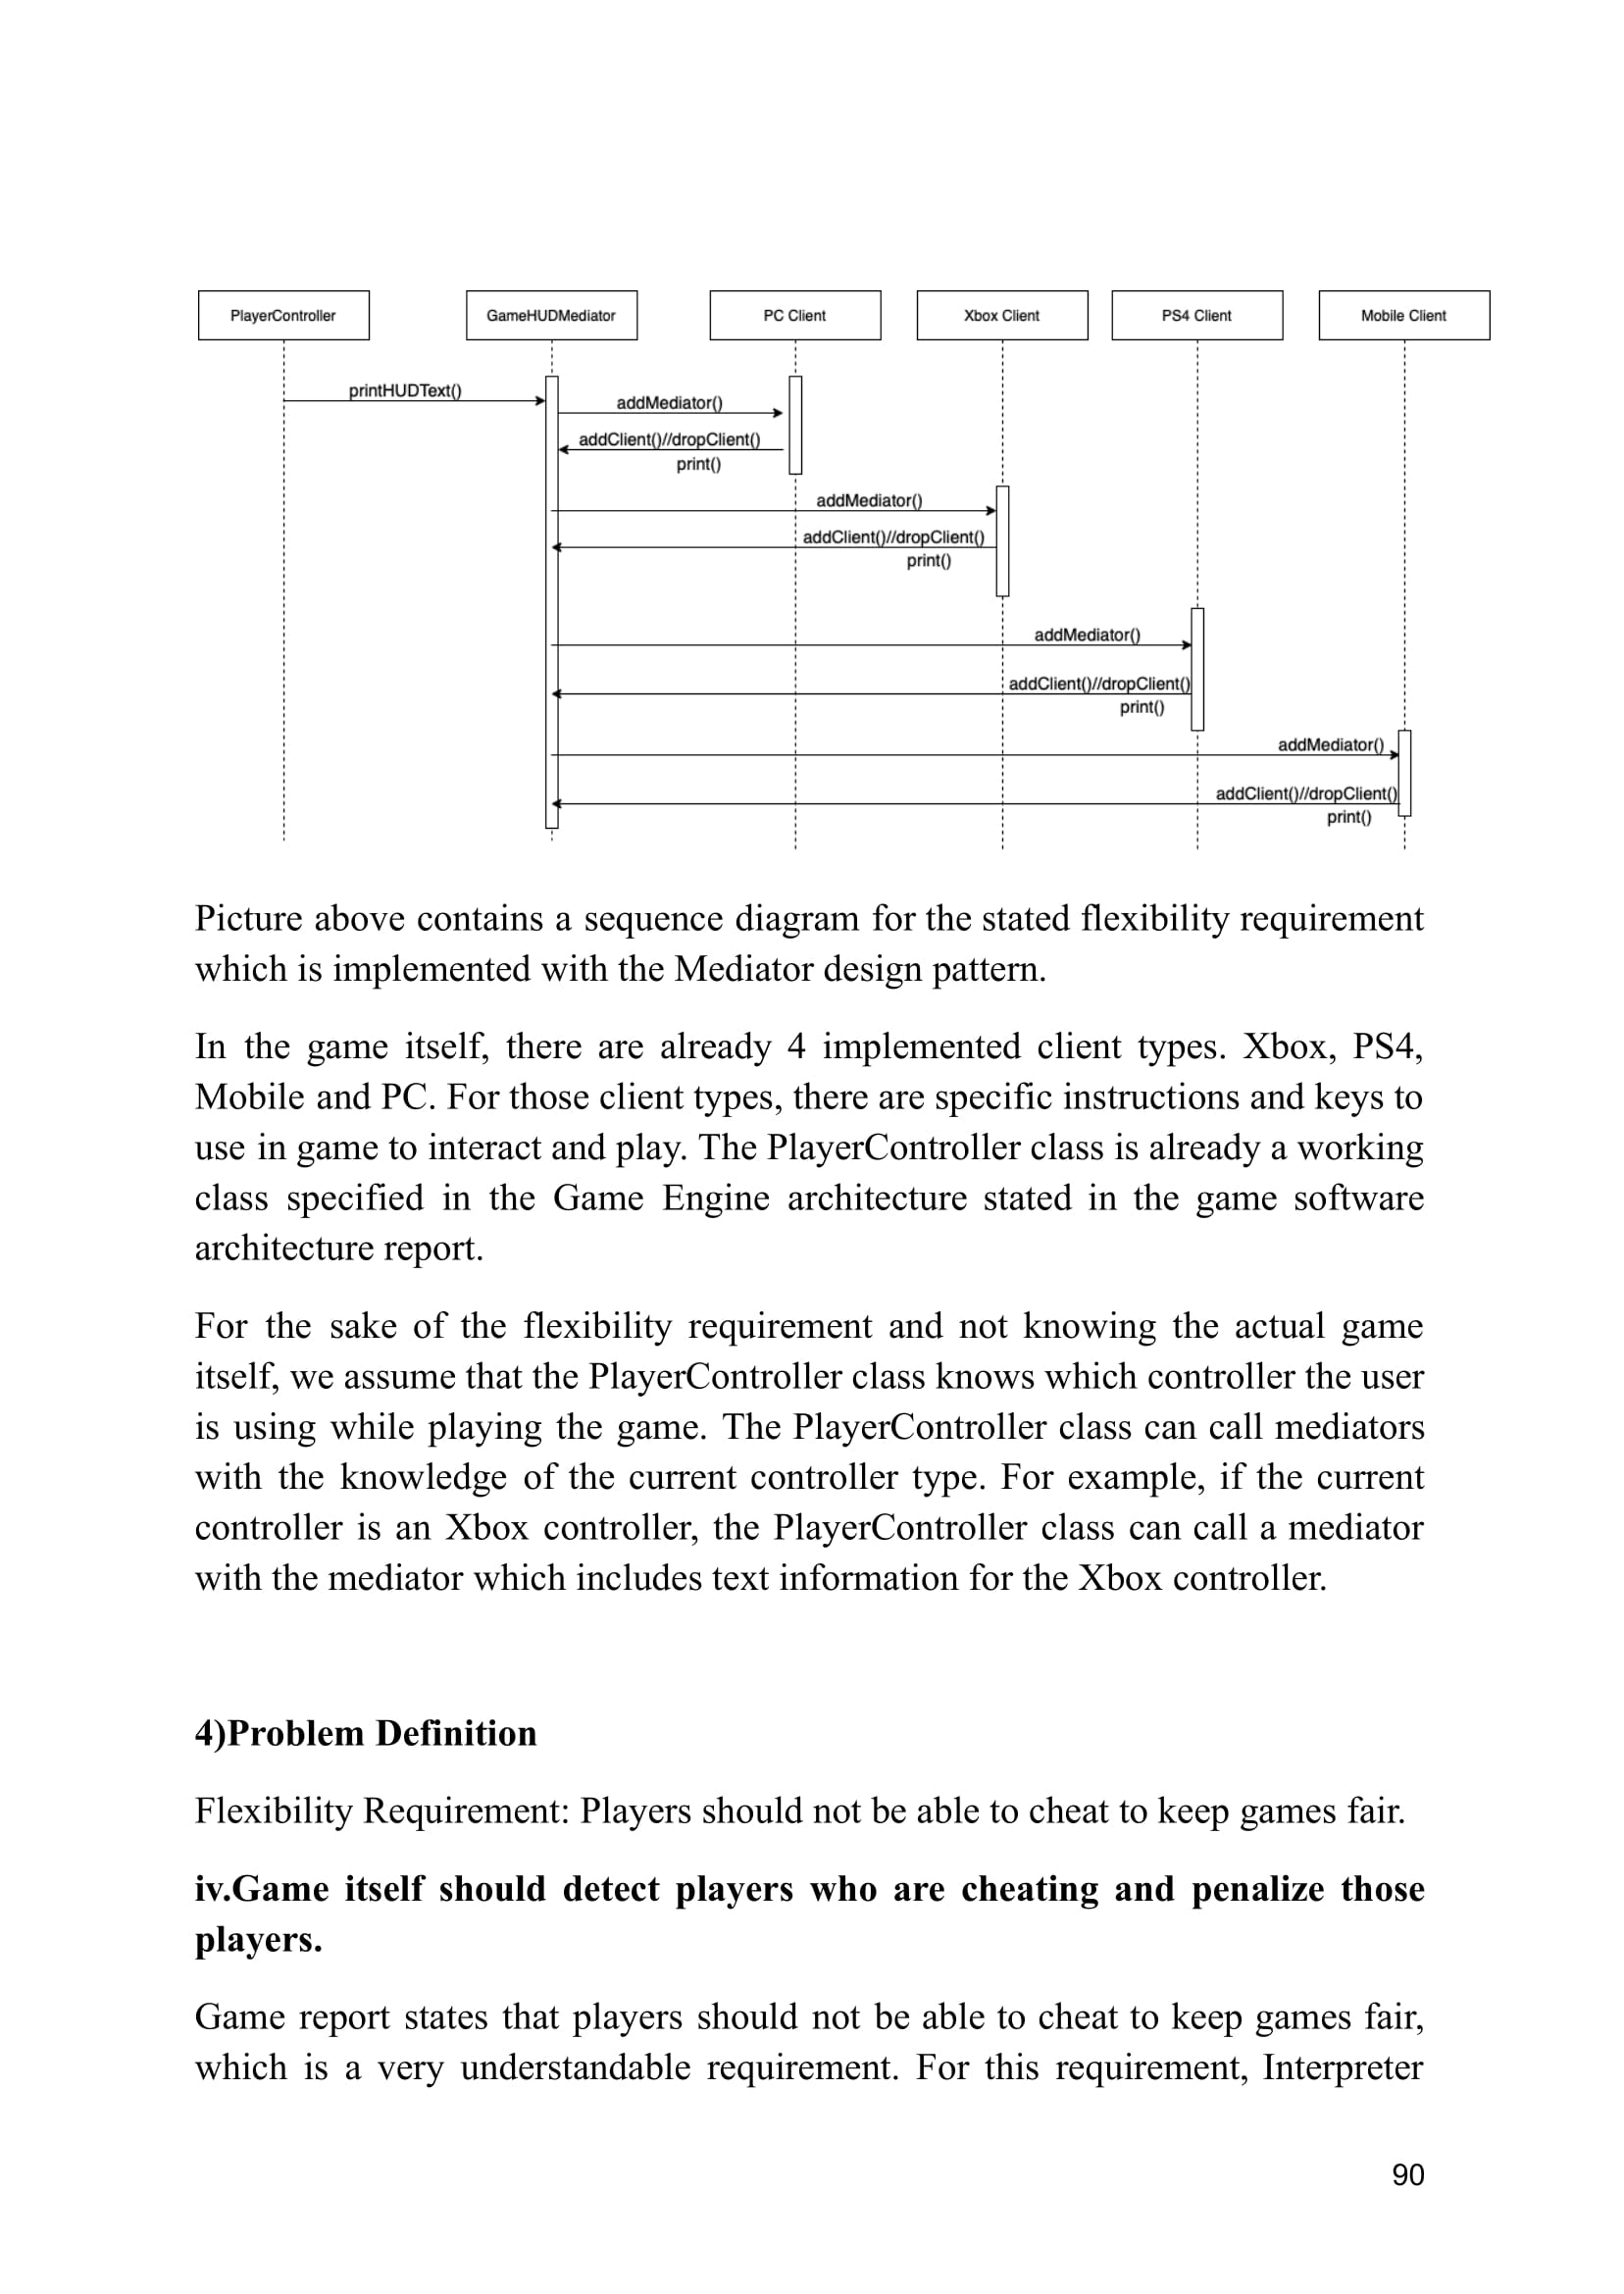 PlayerController
GameHUDMediator
PC Client
Xbox Client
PS4 Client
Mobile Client
printHUDText()
addMediator()
addClient()//dropClient()
print()
addMediator()
addClient()//dropClient()
print()
addMediator()
addClient()//dropClient()
print()
addMediator()
addClient()//dropClient()
print()
Picture above contains a sequence diagram for the stated flexibility requirement
which is implemented with the Mediator design pattern.
In the game itself, there are already 4 implemented client types. Xbox, PS4,
Mobile and PC. For those client types, there are specific instructions and keys to
use in game to interact and play. The PlayerController class is already a working
class specified in the Game Engine architecture stated in the game software
architecture report.
For the sake of the flexibility requirement and not knowing the actual game
itself, we assume that the PlayerController class knows which controller the user
is using while playing the game. The PlayerController class can call mediators
with the knowledge of the current controller type. For example, if the current
controller is an Xbox controller, the PlayerController class can call a mediator
with the mediator which includes text information for the Xbox controller.
4)Problem Definition
Flexibility Requirement: Players should not be able to cheat to keep games fair.
iv.Game itself should detect players who are cheating and penalize those
players.
Game report states that players should not be able to cheat to keep games fair,
which is a very understandable requirement. For this requirement, Interpreter
90